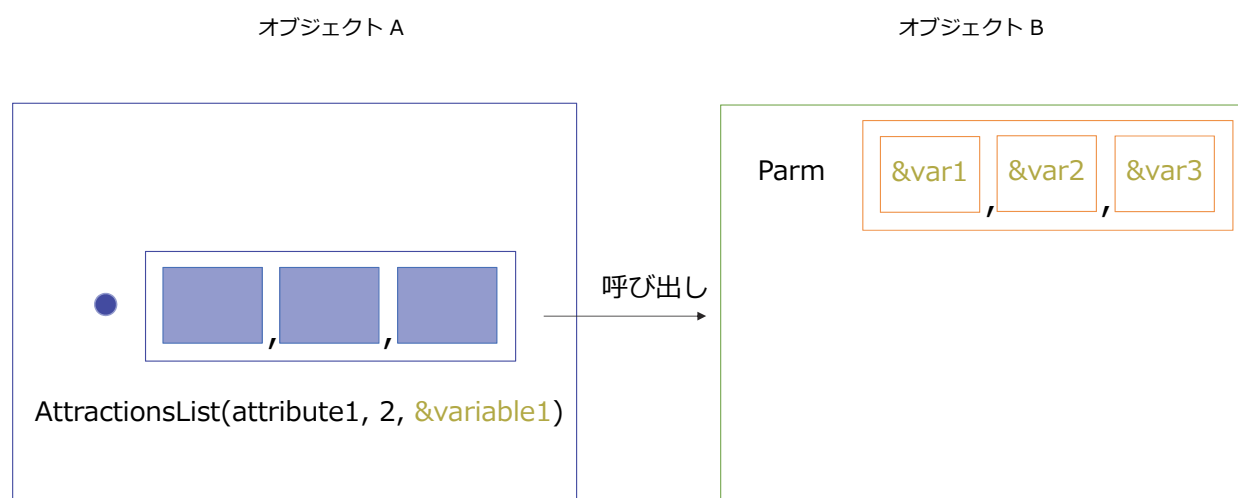 オブジェクト A
オブジェクト B
Parm &var1 , &var2 , &var3
, ,
呼び出し
AttractionsList(attribute1, 2, &variable1)